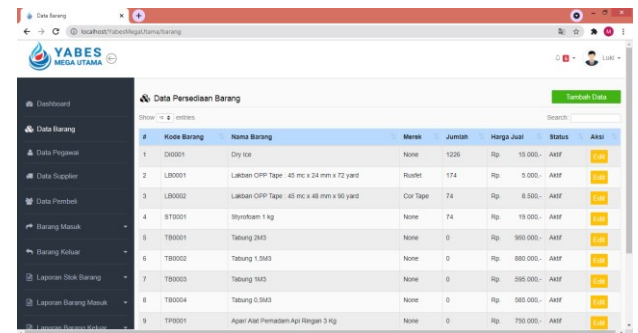 Data Barang
localhost/YabesMegaUtama/barang
YABES
MEGA UTAMA
Luki
Dashboard
Data Barang
Data Pegawai
Data Supplier
Data Pembeli
Barang Masuk
Barang Keluar
Laporan Stok Barang
Laporan Barang Masuk
Laporan Barang Keluar
Data Persediaan Barang
Tambah Data
Show entries
Search:
# Kode Barang Nama Barang Merek Jumlah Harga Jual Status Aksi
1 DI0001 Dry Ice None 1226 Rp. 15.000,- Aktif Edit
2 LB0001 Lakban OPP Tape : 45 mc x 24 mm x 72 yard Rusfet 174 Rp. 5.000,- Aktif Edit
3 LB0002 Lakban OPP Tape : 45 mc x 48 mm x 90 yard Cor Tape 74 Rp. 8.500,- Aktif Edit
4 ST0001 Styrofoam 1 kg None 74 Rp. 19.000,- Aktif Edit
5 TB0001 Tabung 2M3 None 0 Rp. 990.000,- Aktif Edit
6 TB0002 Tabung 1,5M3 None 0 Rp. 880.000,- Aktif Edit
7 TB0003 Tabung 1M3 None 0 Rp. 595.000,- Aktif Edit
8 TB0004 Tabung 0,5M3 None 0 Rp. 585.000,- Aktif Edit
9 TP0001 Apari Alat Pemadam Api Ringan 3 Kg None 0 Rp. 750.000,- Aktif Edit